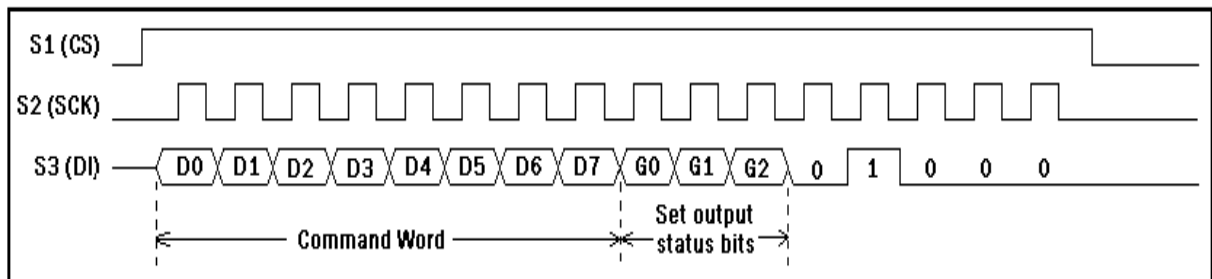 S1 (CS)
S2 (SCK)
S3 (DI) D0 D1 D2 D3 D4 D5 D6 D7 G0 G1 G2 0 1 0 0 0
Command Word
Set output
status bits